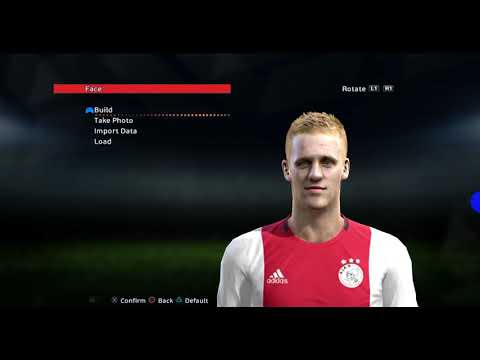 Face
Rotate L1 R1
Build
Take Photo
Import Data
Load
adidas
Confirm Back Default